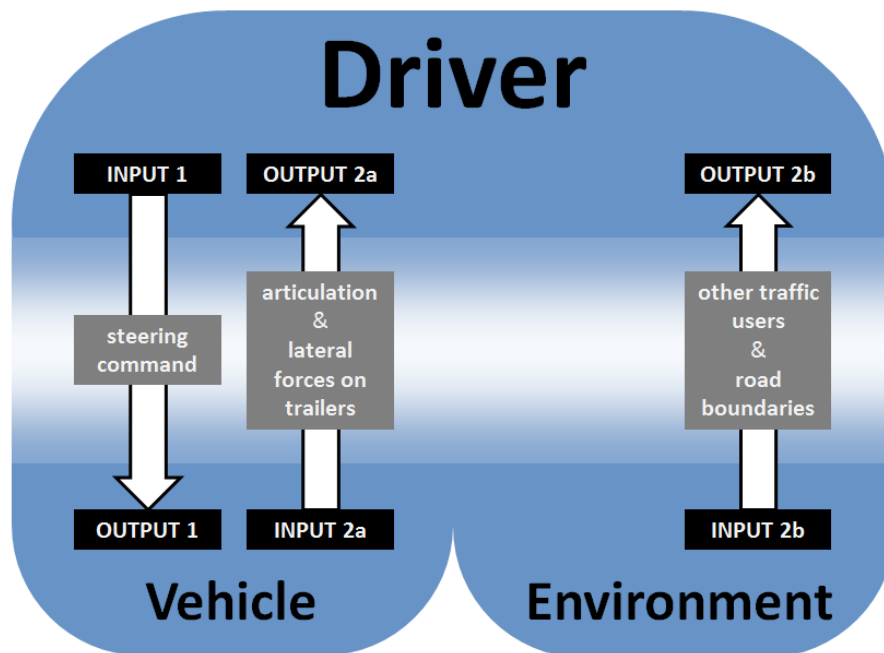 Driver
INPUT 1
OUTPUT 2a
OUTPUT 2b
steering
command
articulation
&
lateral
forces on
trailers
other traffic
users
&
road
boundaries
OUTPUT 1
INPUT 2a
INPUT 2b
Vehicle
Environment